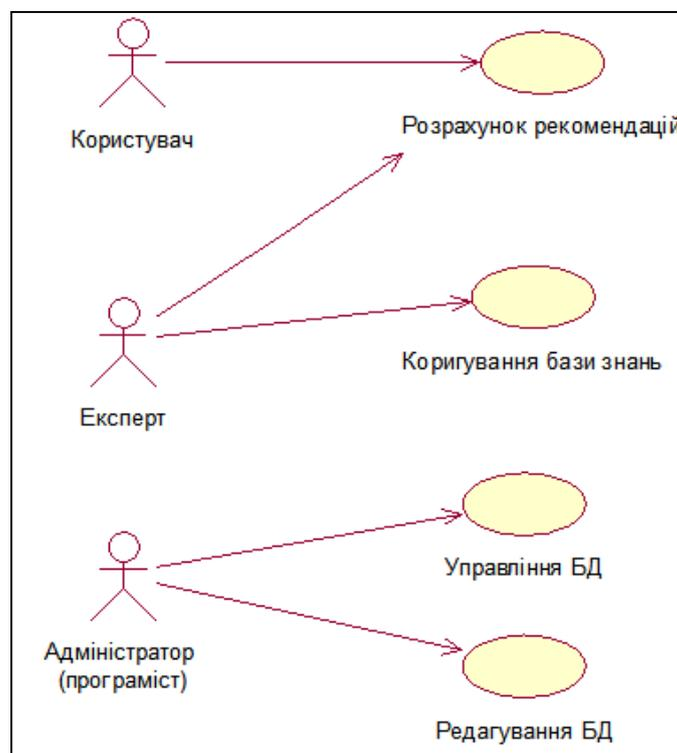 Користувач
Розрахунок рекомендацій
Експерт
Коригування бази знань
Адміністратор
(програміст)
Управління БД
Редагування БД